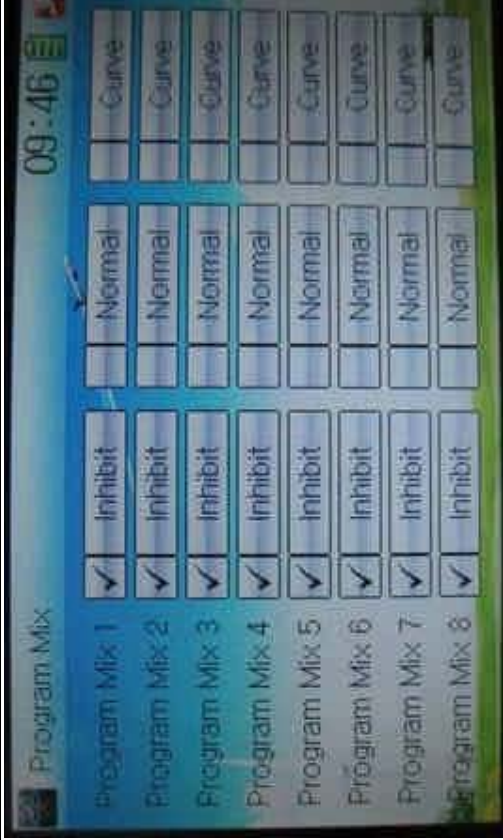 Program Mix 09:46
Program Mix 1 Inhibit Normal Curve
Program Mix 2 Inhibit Normal Curve
Program Mix 3 Inhibit Normal Curve
Program Mix 4 Inhibit Normal Curve
Program Mix 5 Inhibit Normal Curve
Program Mix 6 Inhibit Normal Curve
Program Mix 7 Inhibit Normal Curve
Program Mix 8 Inhibit Normal Curve